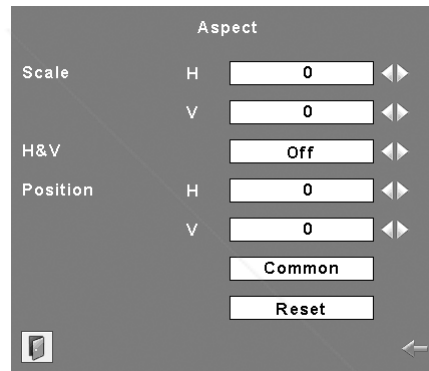 Aspect
Scale H 0
V 0
H&V Off
Position H 0
V 0
Common
Reset